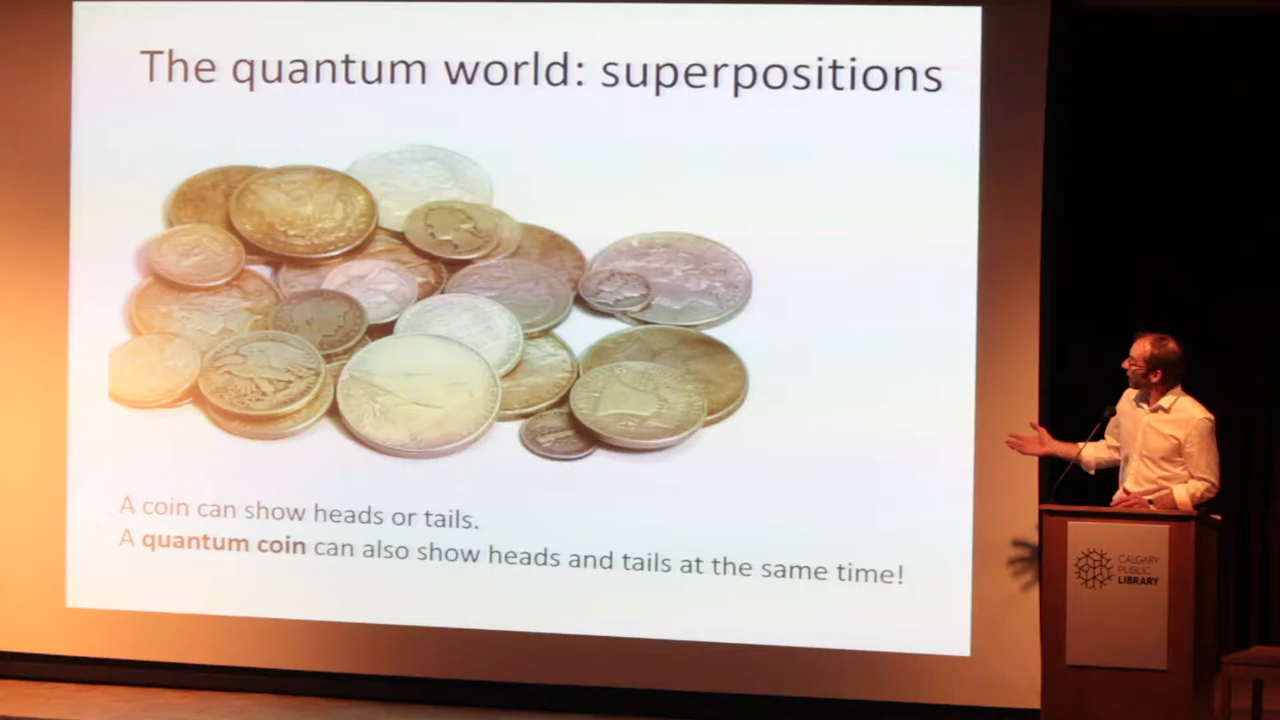 The quantum world: superpositions
A coin can show heads or tails.
A quantum coin can also show heads and tails at the same time!
CALGARY
PUBLIC
LIBRARY